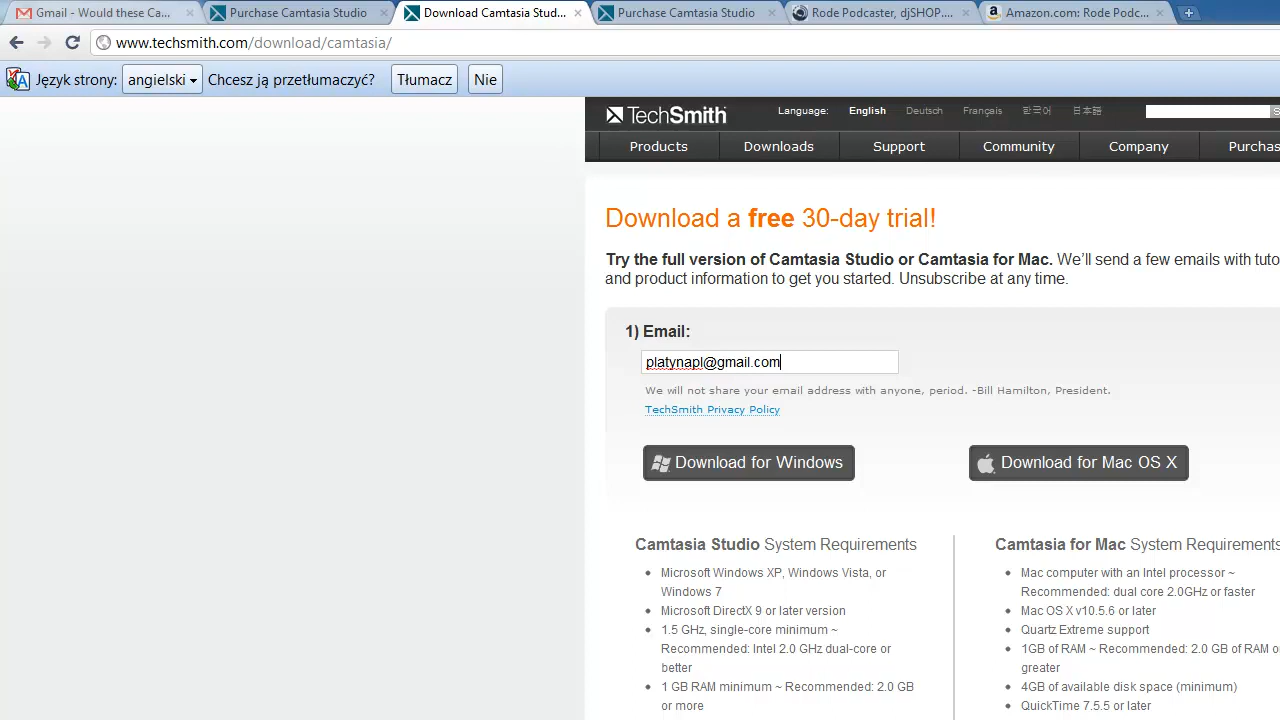 Gmail - Would these Ca...
Purchase Camtasia Studio
Download Camtasia Stud...
Purchase Camtasia Studio
Rode Podcaster, djSHOP....
Amazon.com: Rode Podc...
www.techsmith.com/download/camtasia/
Język strony: angielski Chcesz ją przetłumaczyć? Tłumacz Nie
TechSmith
Language: English Deutsch Français 한국어 日本語
Products Downloads Support Community Company Purchas
Download a free 30-day trial!
Try the full version of Camtasia Studio or Camtasia for Mac. We'll send a few emails with tuto
and product information to get you started. Unsubscribe at any time.
1) Email:
platynapl@gmail.com
We will not share your email address with anyone, period. -Bill Hamilton, President.
TechSmith Privacy Policy
Download for Windows
Download for Mac OS X
Camtasia Studio System Requirements
• Microsoft Windows XP, Windows Vista, or
Windows 7
• Microsoft DirectX 9 or later version
• 1.5 GHz, single-core minimum ~
Recommended: Intel 2.0 GHz dual-core or
better
• 1 GB RAM minimum ~ Recommended: 2.0 GB
or more
Camtasia for Mac System Requirements
• Mac computer with an Intel processor ~
Recommended: dual core 2.0GHz or faster
• Mac OS X v10.5.6 or later
• Quartz Extreme support
• 1GB of RAM ~ Recommended: 2.0 GB of RAM o
greater
• 4GB of available disk space (minimum)
• QuickTime 7.5.5 or later